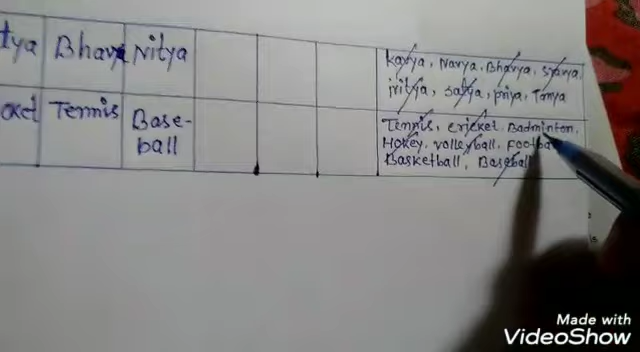 tya Bhavya Nitya
Kavya, Navya, Bhavya, Sravya
Nitya, Satya, Priya, Tanya
cket Tennis Base-
ball
Tennis, cricket, Badminton,
Hokey, volleyball, Football
Basketball, Baseball
Made with
VideoShow